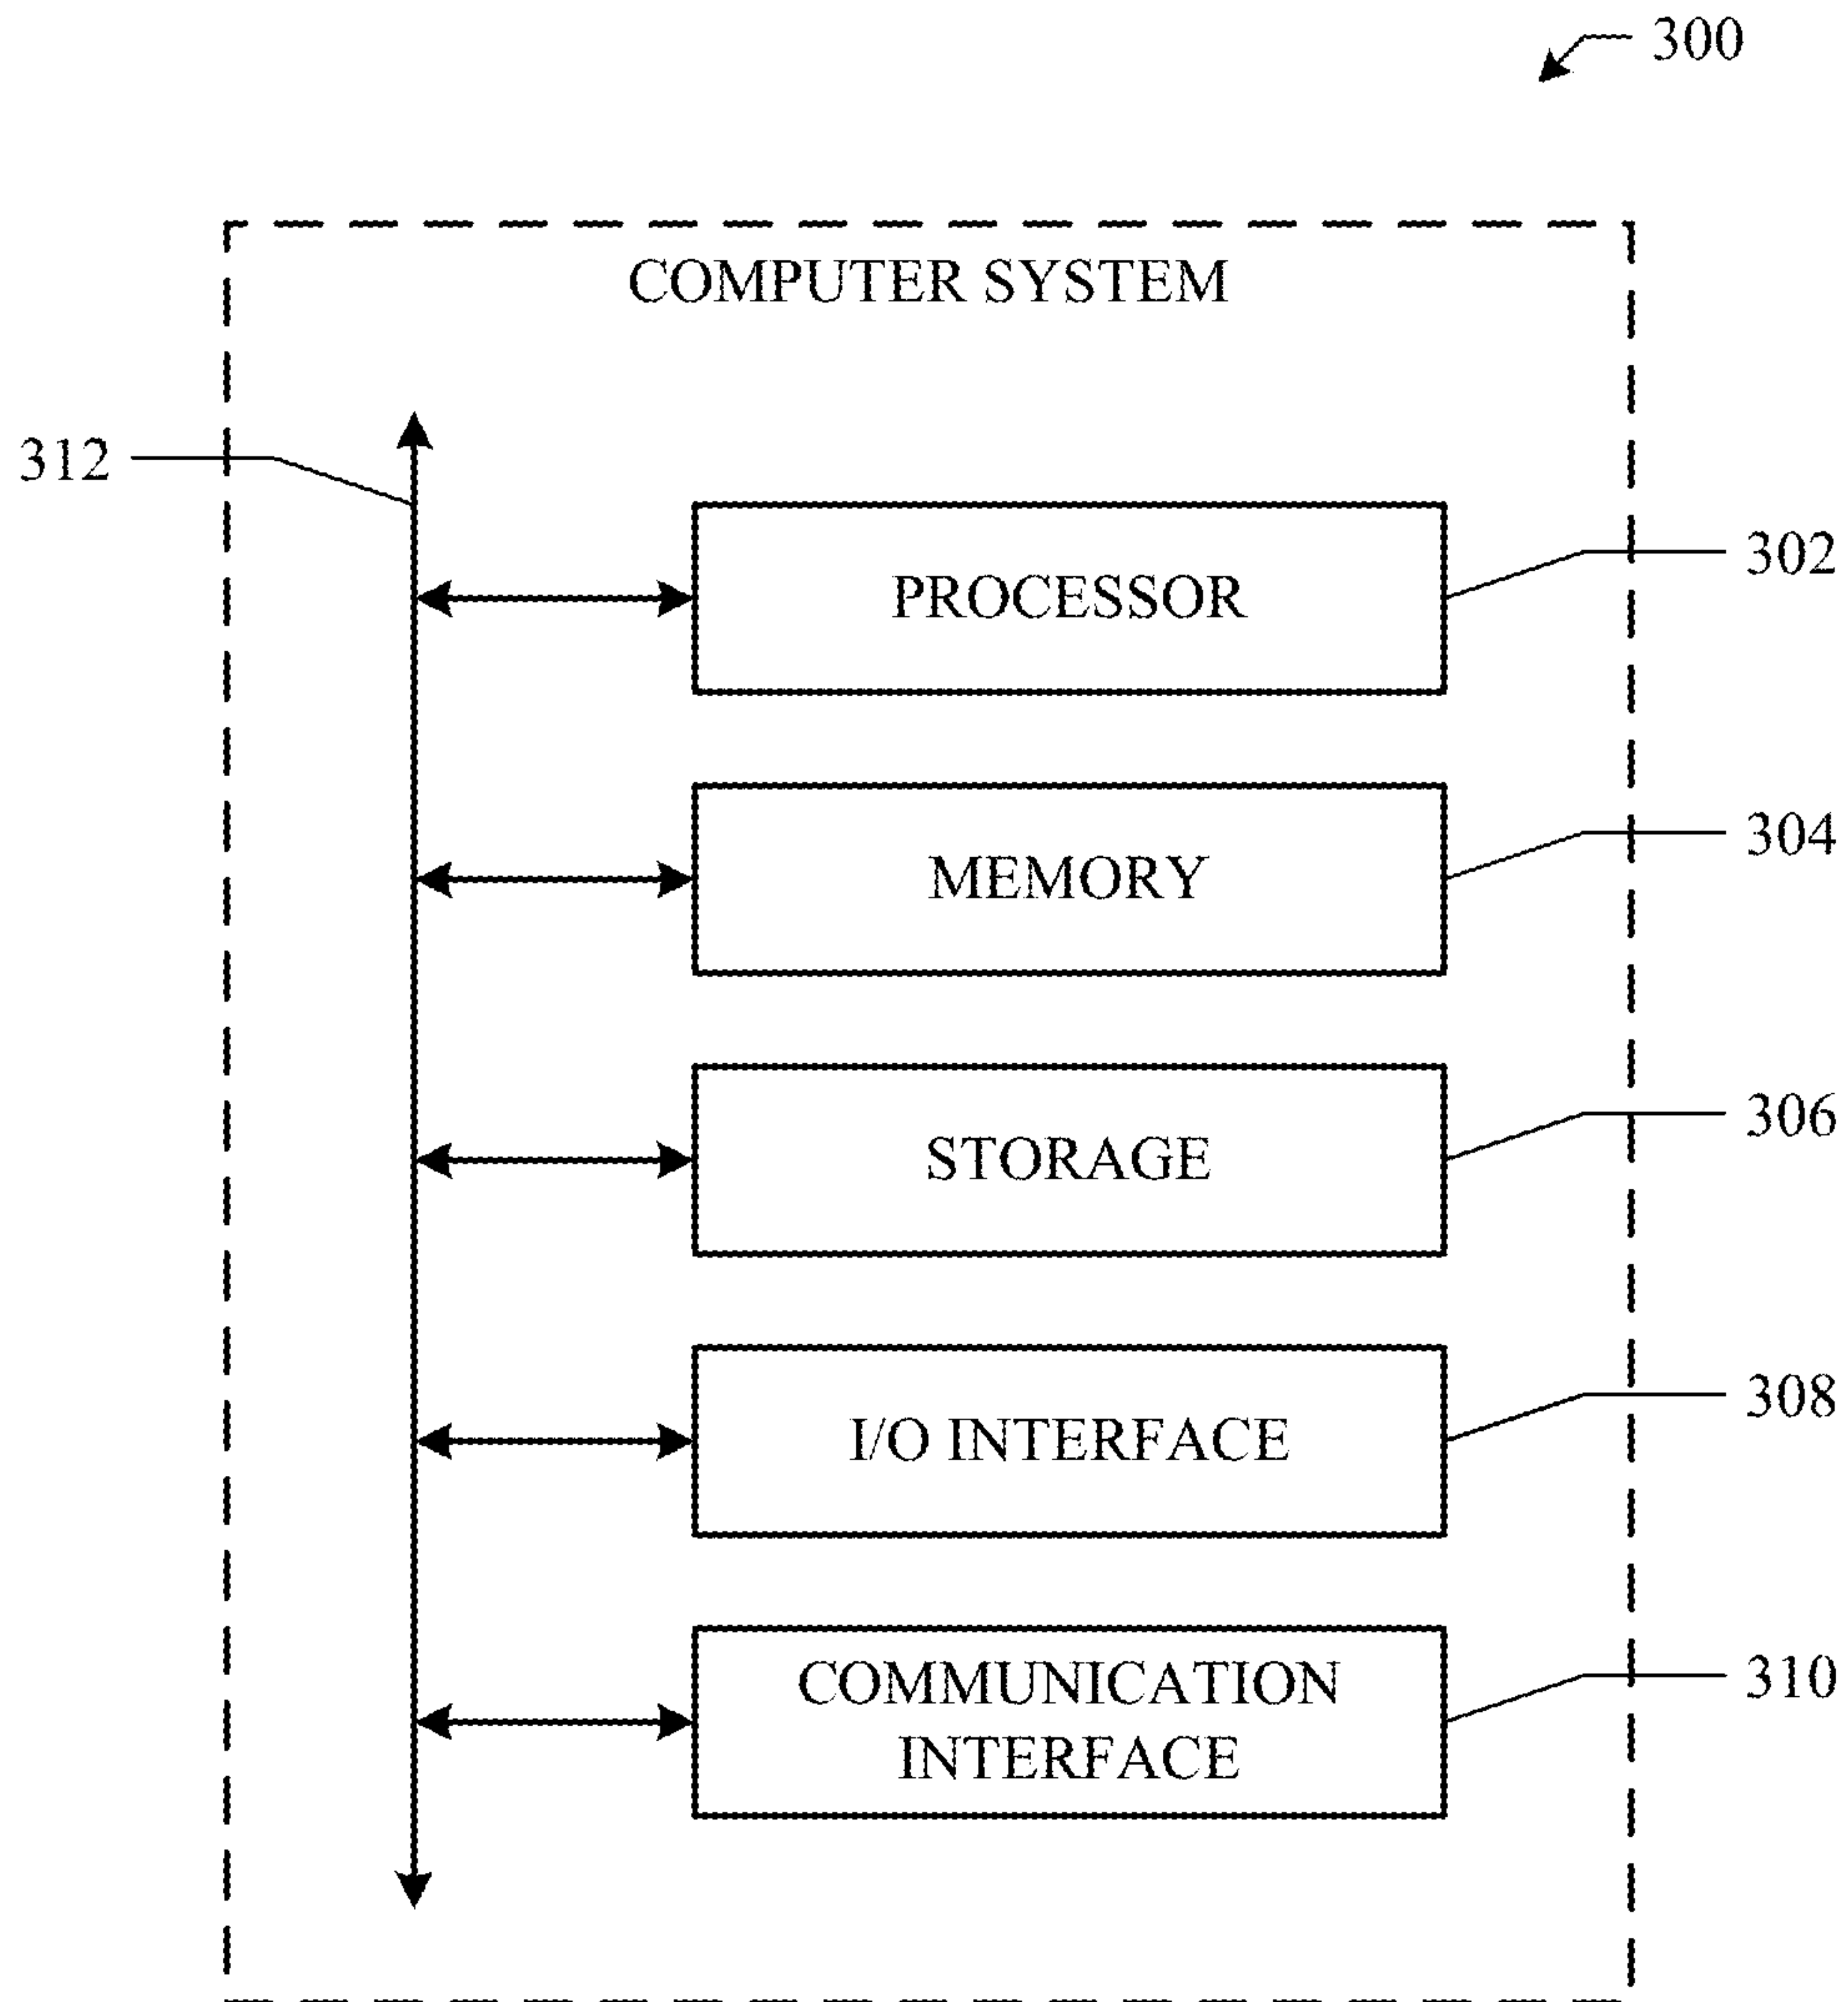 300
COMPUTER SYSTEM
312
PROCESSOR
302
MEMORY
304
STORAGE
306
I/O INTERFACE
308
COMMUNICATION
INTERFACE
310